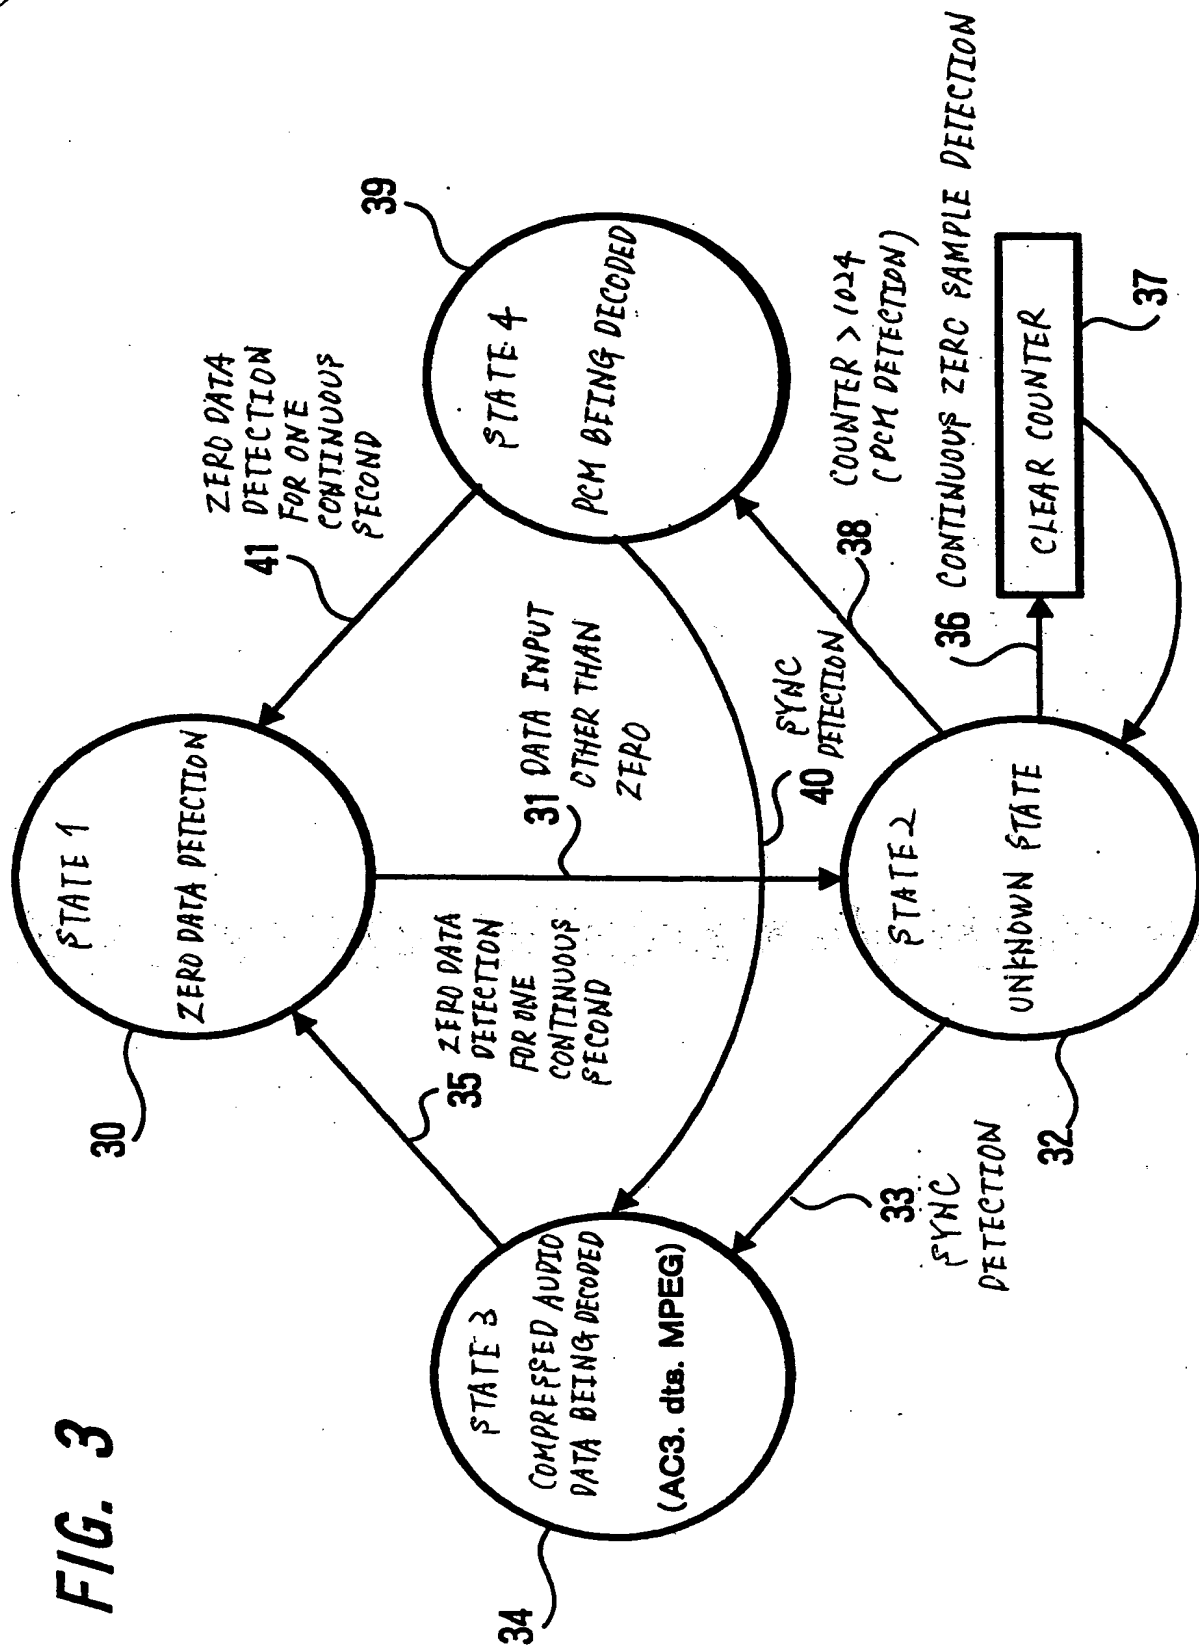 FIG. 3
30
STATE 1
ZERO DATA DETECTION
41
ZERO DATA
DETECTION
FOR ONE
CONTINUOUS
SECOND
35 ZERO DATA
DETECTION
FOR ONE
CONTINUOUS
SECOND
31 DATA INPUT
OTHER THAN
ZERO
39
STATE 4
PCM BEING DECODED
34
STATE 3
COMPRESSED AUDIO
DATA BEING DECODED
(AC3. dts. MPEG)
40 SYNC
DETECTION
38
COUNTER > 1024
(PCM DETECTION)
33
SYNC
DETECTION
32
STATE 2
UNKNOWN STATE
36 CONTINUOUS ZERO SAMPLE DETECTION
CLEAR COUNTER
37